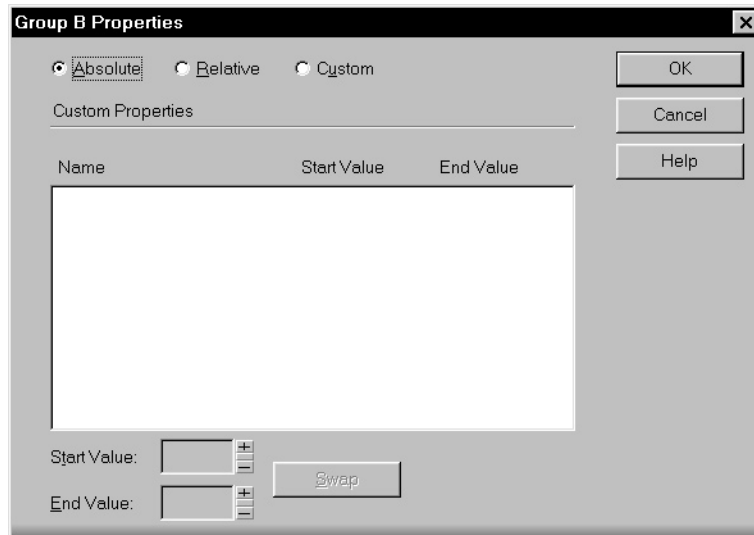 Group B Properties
Absolute Relative Custom
OK
Custom Properties
Cancel
Help
Name Start Value End Value
Start Value:
Swap
End Value: